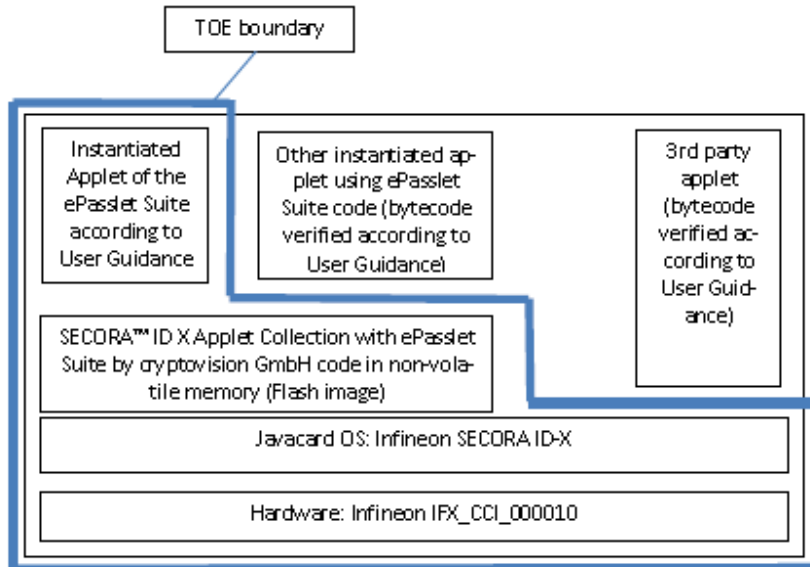 TOE boundary
Instantiated
Applet of the
ePasslet Suite
according to
User Guidance
Other instantiated ap-
plet using ePasslet
Suite code (bytecode
verified according to
User Guidance)
3rd party
applet
(bytecode
verified ac-
cording to
User Guid-
ance)
SECORA™ ID X Applet Collection with ePasslet
Suite by cryptovision GmbH code in non-vola-
tile memory (Flash image)
Javacard OS: Infineon SECORA ID-X
Hardware: Infineon IFX_CCI_000010